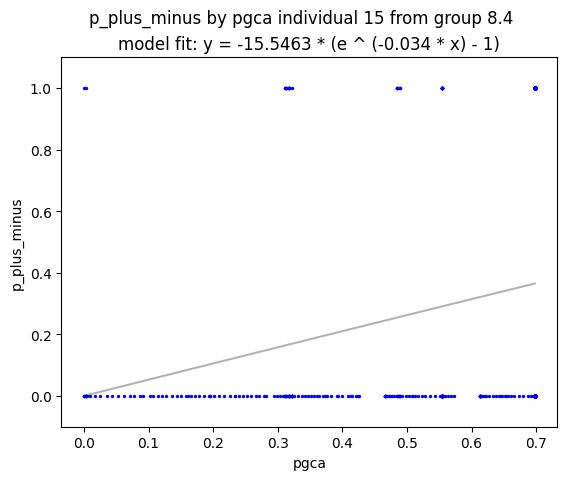 p_plus_minus by pgca individual 15 from group 8.4
model fit: y = -15.5463 * (e ^ (-0.034 * x) - 1)
1.0
0.8
0.6
0.4
0.2
0.0
p_plus_minus
0.0 0.1 0.2 0.3 0.4 0.5 0.6 0.7
pgca